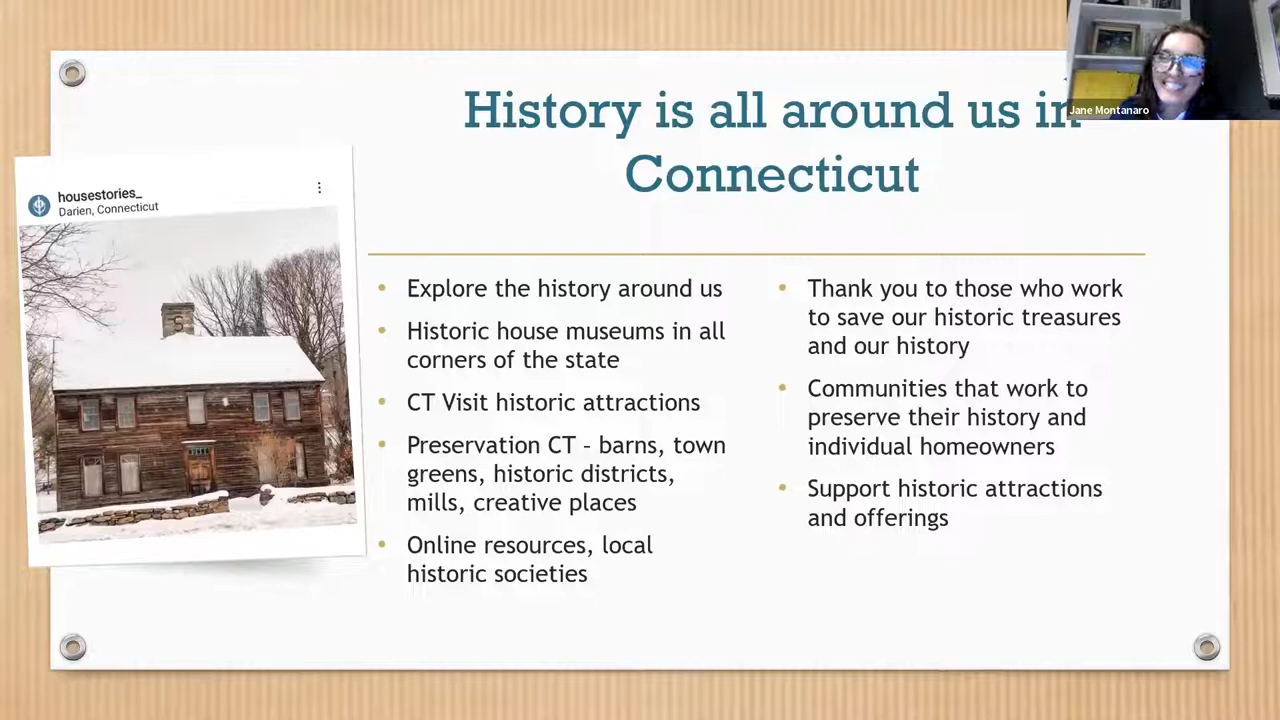 History is all around us in
Connecticut
Jane Montanaro
housestories_
Darien, Connecticut
Explore the history around us
Historic house museums in all
corners of the state
CT Visit historic attractions
Preservation CT – barns, town
greens, historic districts,
mills, creative places
Online resources, local
historic societies
Thank you to those who work
to save our historic treasures
and our history
Communities that work to
preserve their history and
individual homeowners
Support historic attractions
and offerings